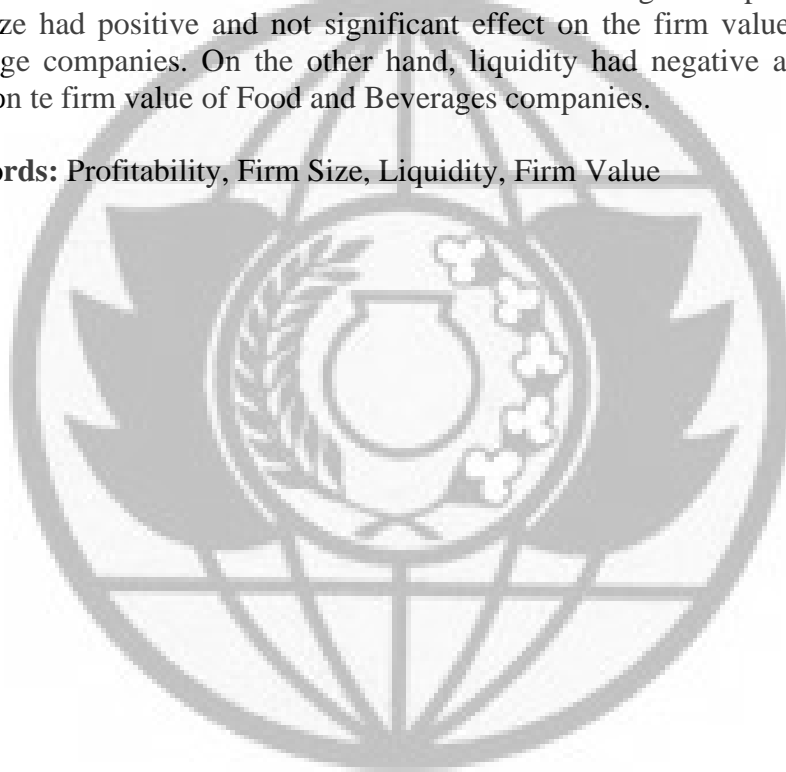 ze had positive and not significant effect on the firm value
ge companies. On the other hand, liquidity had negative a
on te firm value of Food and Beverages companies.
ords: Profitability, Firm Size, Liquidity, Firm Value